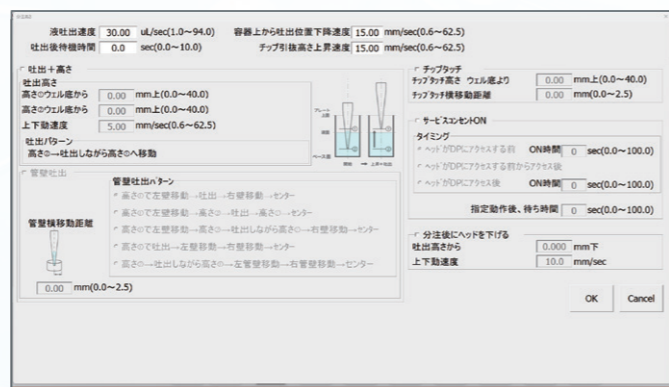 液吐出速度 30.00 uL/sec(1.0～94.0) 容器上から吐出位置下降速度 15.00 mm/sec(0.6～62.5)
吐出後待機時間 0.0 sec(0.0～10.0) チップ引抜高さ上昇速度 15.00 mm/sec(0.6～62.5)
吐出＋高さ
吐出高さ
高さ①ウェル底から 0.00 mm上(0.0～40.0)
高さ②ウェル底から 0.00 mm上(0.0～40.0)
上下動速度 5.00 mm/sec(0.6～62.5)
吐出パターン
高さ①→吐出しながら高さ②へ移動
プレート
上面
液面
ベース面
管壁吐出
管壁吐出パターン
高さ①で左壁移動→吐出→右壁移動→センター
高さ①で左壁移動→高さ②→吐出→高さ①→センター
高さ①で左壁移動→高さ②→吐出しながら高さ①→右壁移動→センター
高さ①で吐出→左壁移動→右壁移動→センター
高さ①→吐出しながら高さ②→左管壁移動→右管壁移動→センター
管壁横移動距離
0.00 mm(0.0～2.5)
チップタッチ
チップタッチ高さ ウェル底より 0.00 mm上(0.0～40.0)
チップタッチ横移動距離 0.00 mm(0.0～2.5)
サービスコンセントON
タイミング
ヘッドがDPにアクセスする前 ON時間 0 sec(0.0～100.0)
ヘッドがDPにアクセスする前からアクセス後
ヘッドがDPにアクセス後 ON時間 0 sec(0.0～100.0)
指定動作後、待ち時間 0 sec(0.0～100.0)
分注後にヘッドを下げる
吐出高さから 0.000 mm下
上下動速度 10.0 mm/sec
OK Cancel